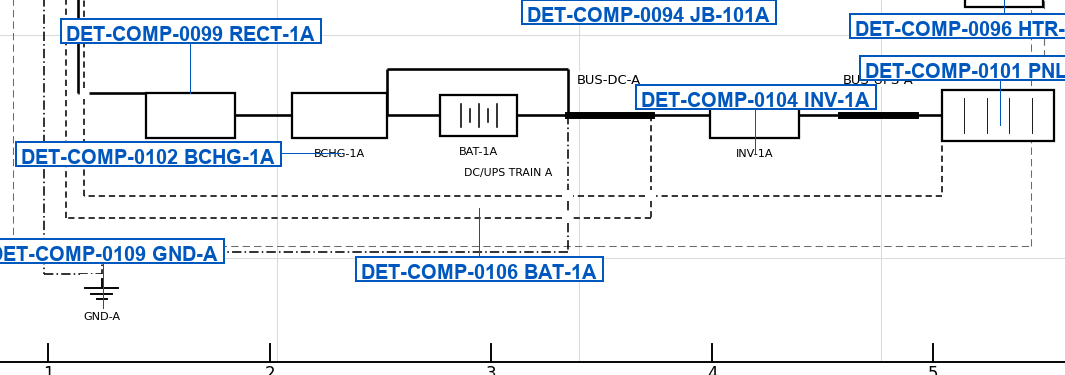 DET-COMP-0094 JB-101A
DET-COMP-0099 RECT-1A
DET-COMP-0096 HTR-
BUS-DC-A
DET-COMP-0101 PNL
DET-COMP-0104 INV-1A
DET-COMP-0102 BCHG-1A
BCHG-1A
BAT-1A
INV-1A
DC/UPS TRAIN A
DET-COMP-0109 GND-A
DET-COMP-0106 BAT-1A
GND-A
1
2
3
4
5